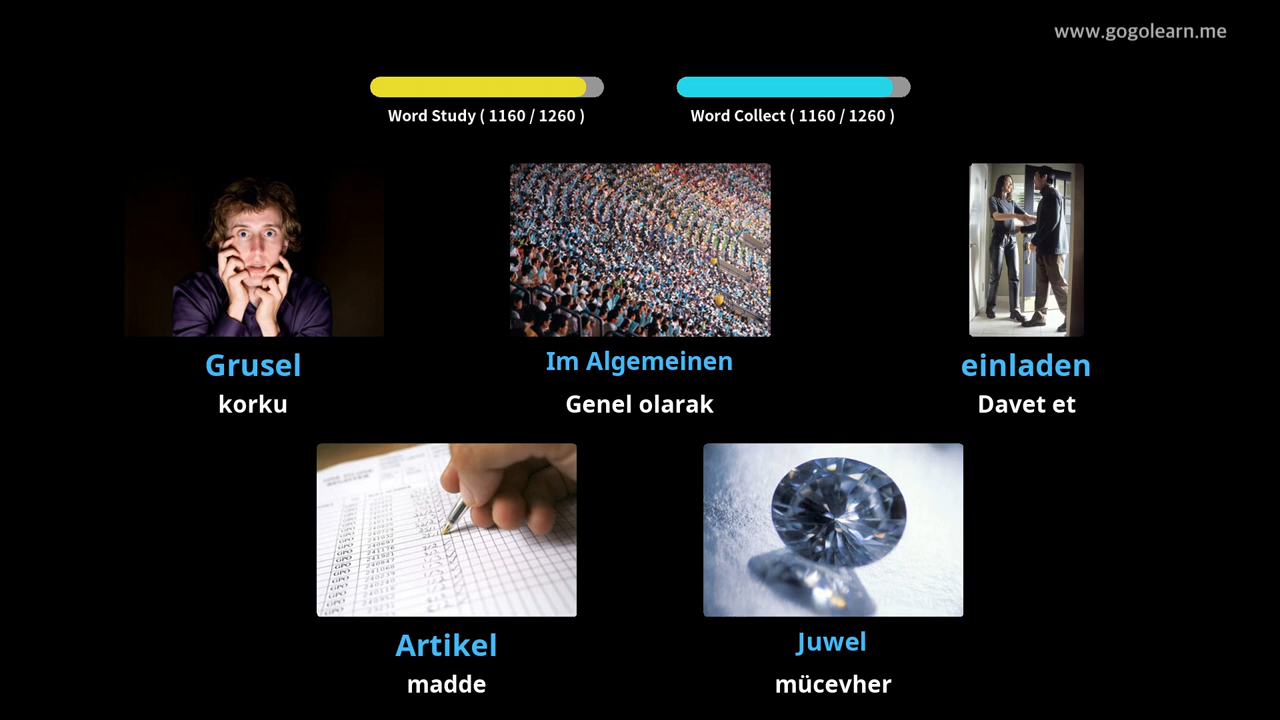 www.gogolearn.me
Word Study ( 1160 / 1260 )
Word Collect ( 1160 / 1260 )
Grusel
Im Algemeinen
einladen
korku
Genel olarak
Davet et
Artikel
Juwel
madde
mücevher